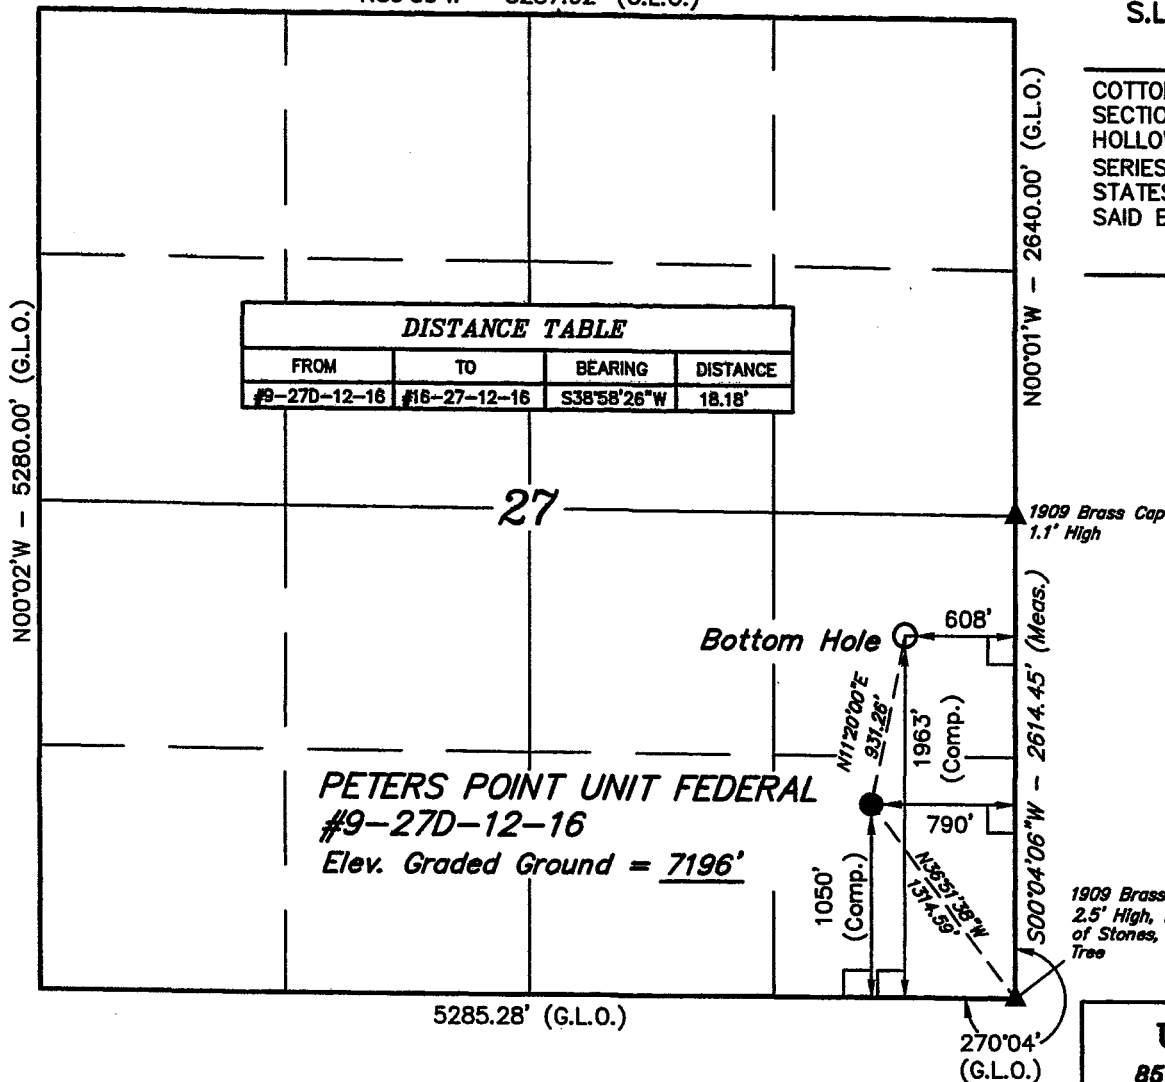 S.L
N00°01'W – 2640.00' (G.L.O.)
COTTO
SECTIO
HOLLO
SERIES
STATES
SAID
N00°02'W – 5280.00' (G.L.O.)
DISTANCE TABLE
FROM TO BEARING DISTANCE
#9-27D-12-16 #16-27-12-16 S38°58'26"W 18.18'
27
1909 Brass Cap
1.1' High
608'
Bottom Hole
S00°04'06"W – 2614.45' (Meas.)
N11°20'00"E
931.26'
1963'
(Comp.)
PETERS POINT UNIT FEDERAL
#9-27D-12-16
Elev. Graded Ground = 7196'
790'
N36°51'38"W
1314.59'
1050'
(Comp.)
1909 Brass
2.5' High,
of Stones,
Tree
5285.28' (G.L.O.)
270°04'
(G.L.O.)
85